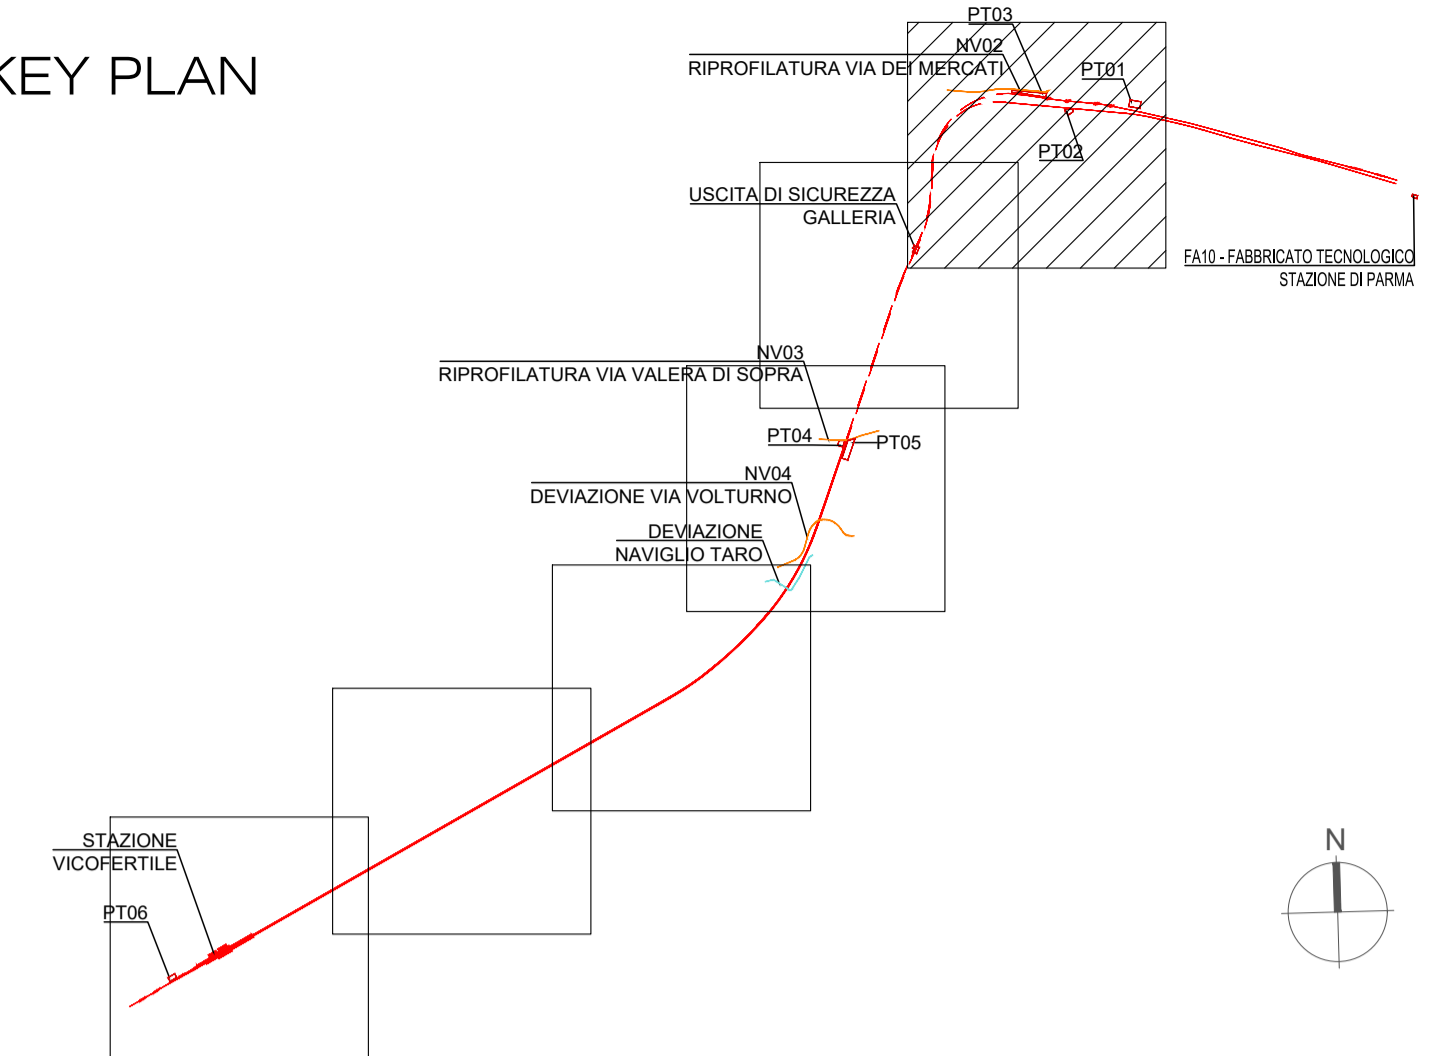 KEY PLAN
PT03
NV02
RIPROFILATURA VIA DEI MERCATI
PT01
PT02
USCITA DI SICUREZZA
GALLERIA
FA10 - FABBRICATO TECNOLOGICO
STAZIONE DI PARMA
NV03
RIPROFILATURA VIA VALERA DI SOPRA
PT04
PT05
NV04
DEVIAZIONE VIA VOLTURNO
DEVIAZIONE
NAVIGLIO TARO
STAZIONE
VICOFERTILE
PT06
N